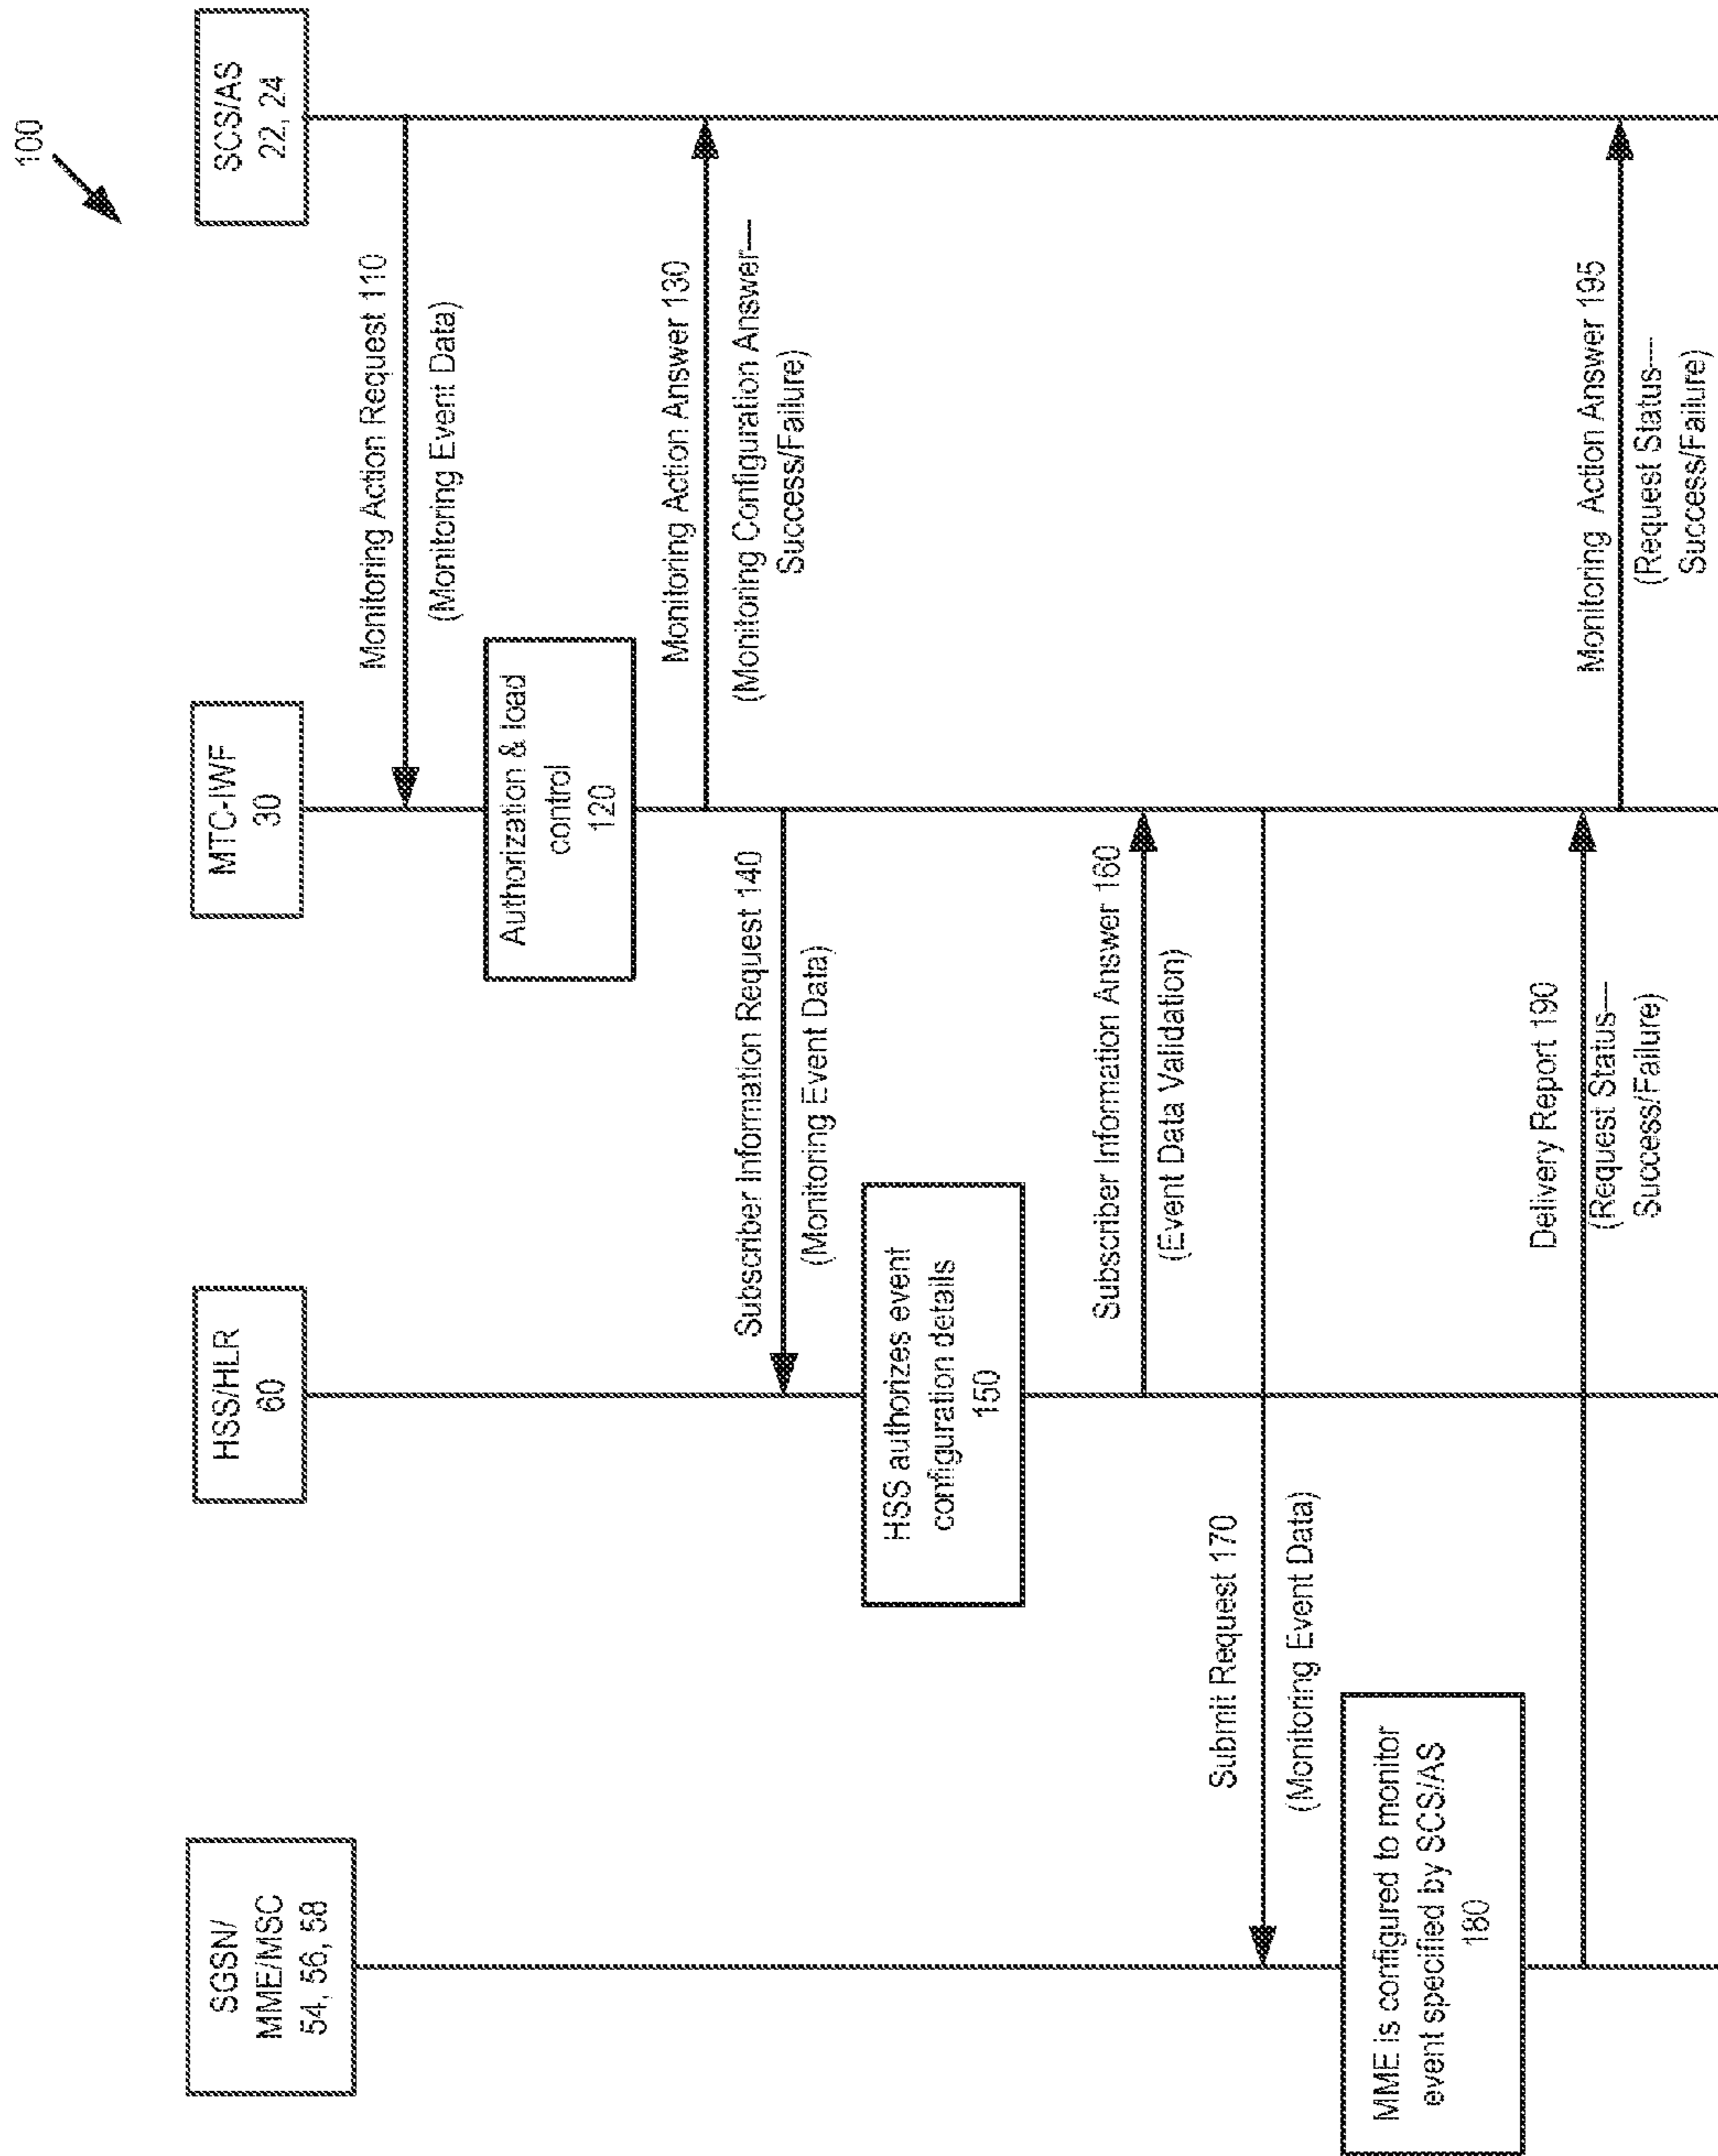 100
SGSN/
MME/MSC
54, 56, 58
HSS/HLR
60
MTC-IWF
30
SCS/AS
22, 24
Monitoring Action Request 110
(Monitoring Event Data)
Authorization & load
control
120
Monitoring Action Answer 130
(Monitoring Configuration Answer—
Success/Failure)
Subscriber Information Request 140
(Monitoring Event Data)
HSS authorizes event
configuration details
150
Subscriber Information Answer 160
(Event Data Validation)
Submit Request 170
(Monitoring Event Data)
MME is configured to monitor
event specified by SCS/AS
180
Delivery Report 190
(Request Status—
Success/Failure)
Monitoring Action Answer 195
(Request Status—
Success/Failure)